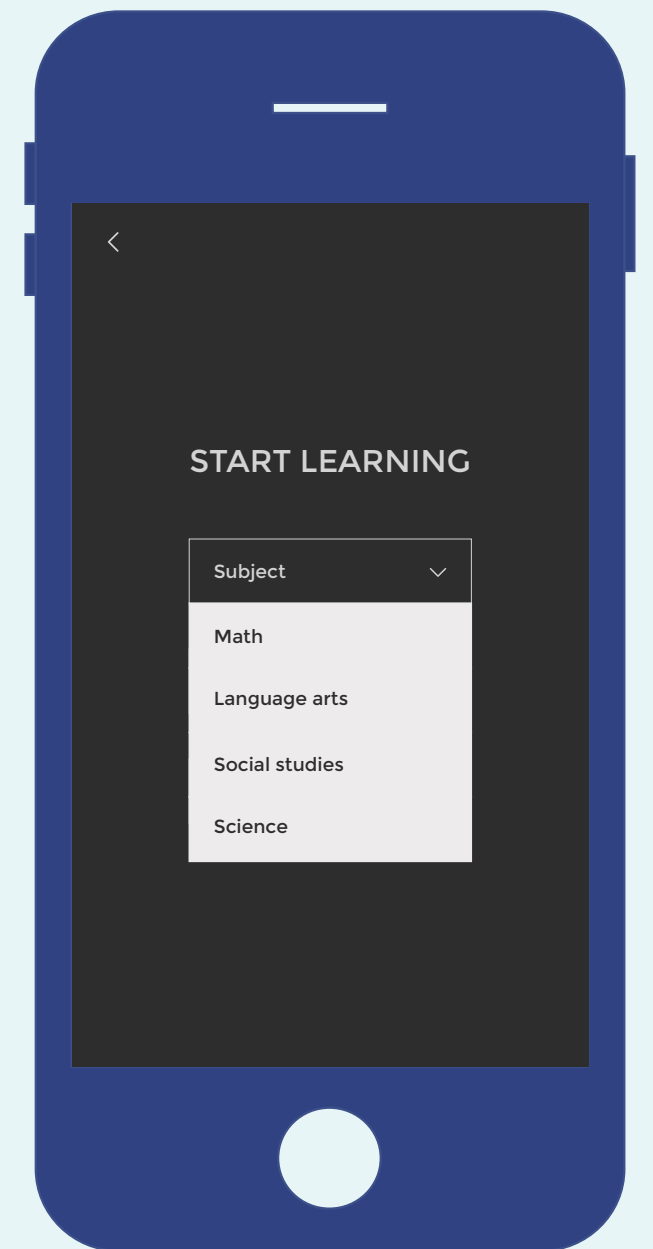 START LEARNING
Subject
Math
Language arts
Social studies
Science